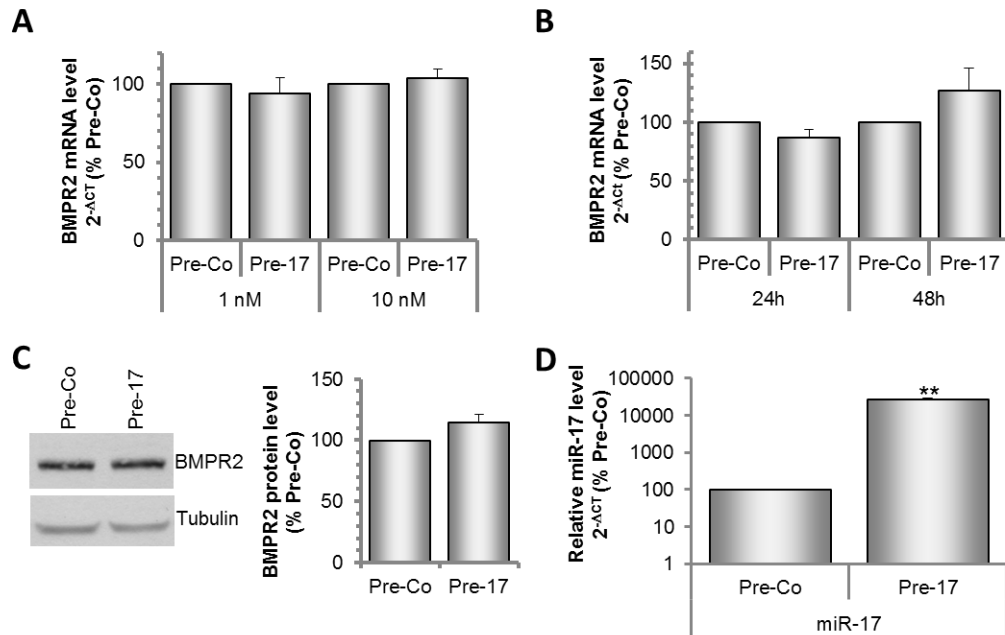 A
BMPR2 mRNA level
2-ΔCT (% Pre-Co)
100
50
0
Pre-Co Pre-17 Pre-Co Pre-17
1 nM 10 nM
B
BMPR2 mRNA level
2-ΔCt (% Pre-Co)
150
100
50
0
Pre-Co Pre-17 Pre-Co Pre-17
24h 48h
C
Pre-Co Pre-17
BMPR2
Tubulin
BMPR2 protein level
(% Pre-Co)
150
100
50
0
Pre-Co Pre-17
D
Relative miR-17 level
2-ΔCT (% Pre-Co)
100000
10000
1000
100
10
1
**
Pre-Co Pre-17
miR-17